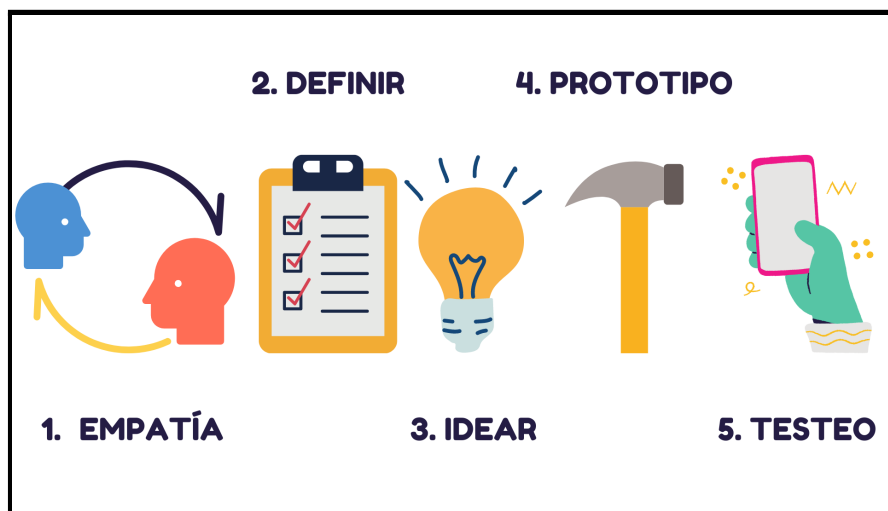 2. DEFINIR
4. PROTOTIPO
1. EMPATÍA
3. IDEAR
5. TESTEO